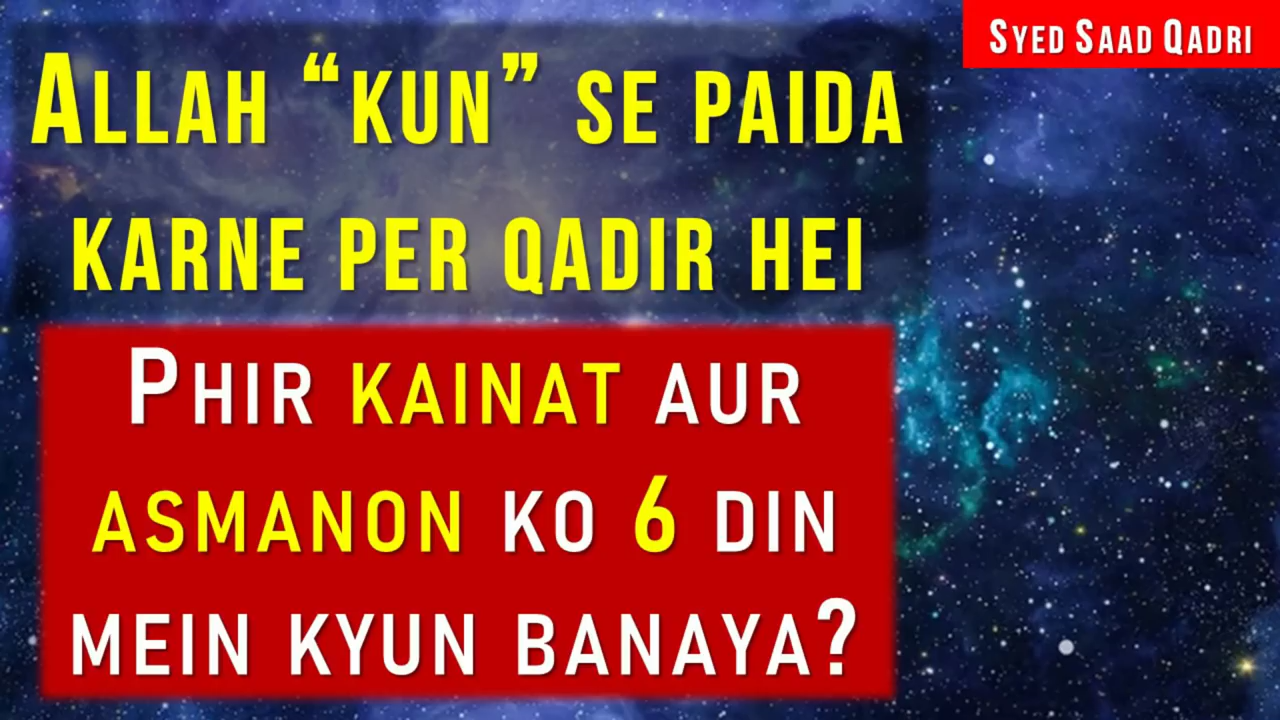 Syed Saad Qadri
Allah “kun” se paida
karne per qadir hei
Phir kainat aur
asmanon ko 6 din
mein kyun banaya?